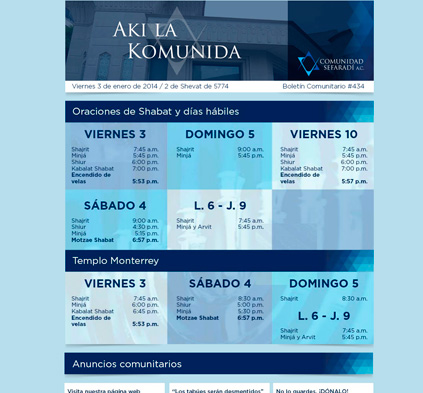 AKI LA
KOMUNIDA
COMUNIDAD
SEFARADÍ A.C.
Viernes 3 de enero de 2014 / 2 de Shevat de 5774
Boletín Comunitario #434
Oraciones de Shabat y días hábiles
VIERNES 3
Shajrit 7:45 a.m.
Minjá 5:45 p.m.
Shiur 6:00 p.m.
Kabalat Shabat 7:00 p.m.
Encendido de
velas 5:53 p.m.
DOMINGO 5
Shajrit 9:00 a.m.
Minjá 5:45 p.m.
VIERNES 10
Shajrit 7:45 a.m.
Minjá 5:45 p.m.
Shiur 6:00 p.m.
Kabalat Shabat 7:00 p.m.
Encendido de
velas 5:57 p.m.
SÁBADO 4
Shajrit 9:00 a.m.
Shiur 4:30 p.m.
Minjá 5:15 p.m.
Motzae Shabat 6:57 p.m.
L. 6 - J. 9
Shajrit 7:45 a.m.
Minjá y Arvit 5:45 p.m.
Templo Monterrey
VIERNES 3
Shajrit 7:45 a.m.
Minjá 6:00 p.m.
Kabalat Shabat 6:45 p.m.
Encendido de
velas 5:53 p.m.
SÁBADO 4
Shajrit 8:30 a.m.
Shiur 5:00 p.m.
Minjá 5:30 p.m.
Motzae Shabat 6:57 p.m.
DOMINGO 5
Shajrit 8:30 a.m.
L. 6 - J. 9
Shajrit 7:45 a.m.
Minjá y Arvit 5:45 p.m.
Anuncios comunitarios
Visita nuestra página web
"Los tabúes serán desmentidos"
No lo guardes, ¡DÓNALO!